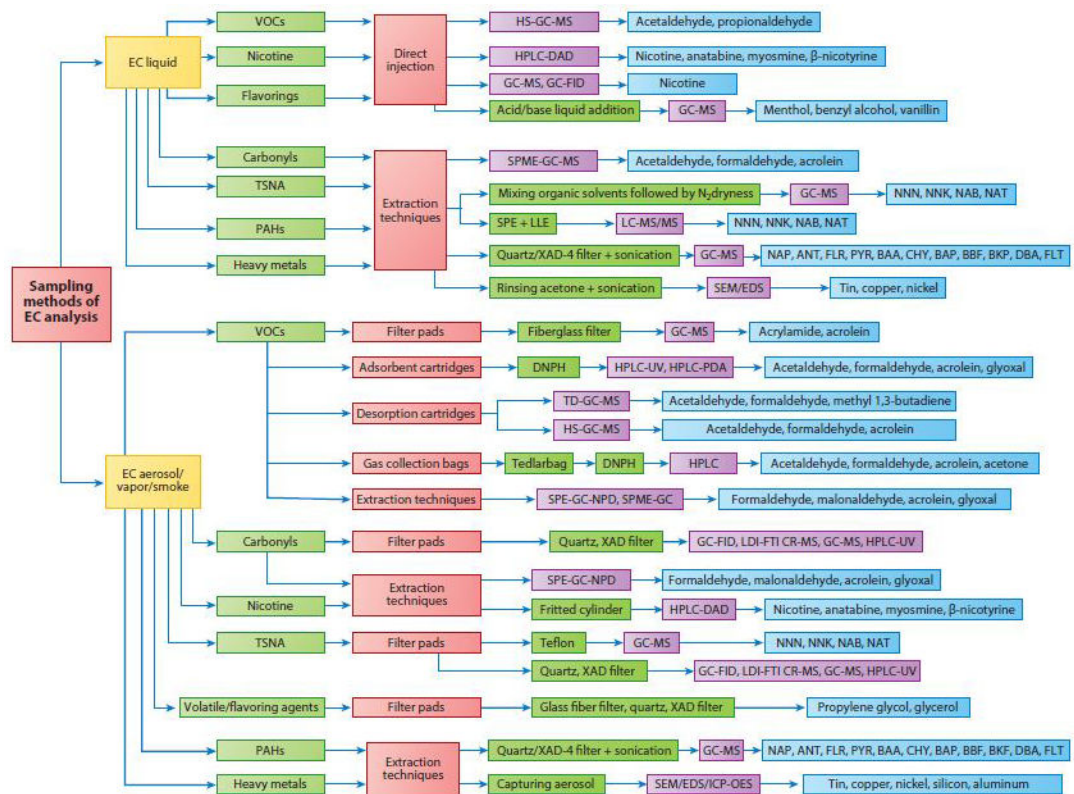 VOCs
HS-GC-MS
Acetaldehyde, propionaldehyde
EC liquid
Nicotine
Direct
injection
HPLC-DAD
Nicotine, anatabine, myosmine, β-nicotyrine
GC-MS, GC-FID
Nicotine
Flavorings
Acid/base liquid addition
GC-MS
Menthol, benzyl alcohol, vanillin
Carbonyls
SPME-GC-MS
Acetaldehyde, formaldehyde, acrolein
TSNA
Extraction
techniques
Mixing organic solvents followed by N₂dryness
GC-MS
NNN, NNK, NAB, NAT
PAHs
SPE + LLE
LC-MS/MS
NNN, NNK, NAB, NAT
Heavy metals
Quartz/XAD-4 filter + sonication
GC-MS
NAP, ANT, FLR, PYR, BAA, CHY, BAP, BBF, BKP, DBA, FLT
Rinsing acetone + sonication
SEM/EDS
Tin, copper, nickel
Sampling
methods of
EC analysis
VOCs
Filter pads
Fiberglass filter
GC-MS
Acrylamide, acrolein
Adsorbent cartridges
DNPH
HPLC-UV, HPLC-PDA
Acetaldehyde, formaldehyde, acrolein, glyoxal
Desorption cartridges
TD-GC-MS
Acetaldehyde, formaldehyde, methyl 1,3-butadiene
HS-GC-MS
Acetaldehyde, formaldehyde, acrolein
EC aerosol/
vapor/smoke
Gas collection bags
Tedlarbag
DNPH
HPLC
Acetaldehyde, formaldehyde, acrolein, acetone
Extraction techniques
SPE-GC-NPD, SPME-GC
Formaldehyde, malonaldehyde, acrolein, glyoxal
Carbonyls
Filter pads
Quartz, XAD filter
GC-FID, LDI-FTI CR-MS, GC-MS, HPLC-UV
Extraction
techniques
SPE-GC-NPD
Formaldehyde, malonaldehyde, acrolein, glyoxal
Nicotine
Fritted cylinder
HPLC-DAD
Nicotine, anatabine, myosmine, β-nicotyrine
TSNA
Filter pads
Teflon
GC-MS
NNN, NNK, NAB, NAT
Quartz, XAD filter
GC-FID, LDI-FTI CR-MS, GC-MS, HPLC-UV
Volatile/flavoring agents
Filter pads
Glass fiber filter, quartz, XAD filter
Propylene glycol, glycerol
PAHs
Extraction
techniques
Quartz/XAD-4 filter + sonication
GC-MS
NAP, ANT, FLR, PYR, BAA, CHY, BAP, BBF, BKF, DBA, FLT
Heavy metals
Capturing aerosol
SEM/EDS/ICP-OES
Tin, copper, nickel, silicon, aluminum